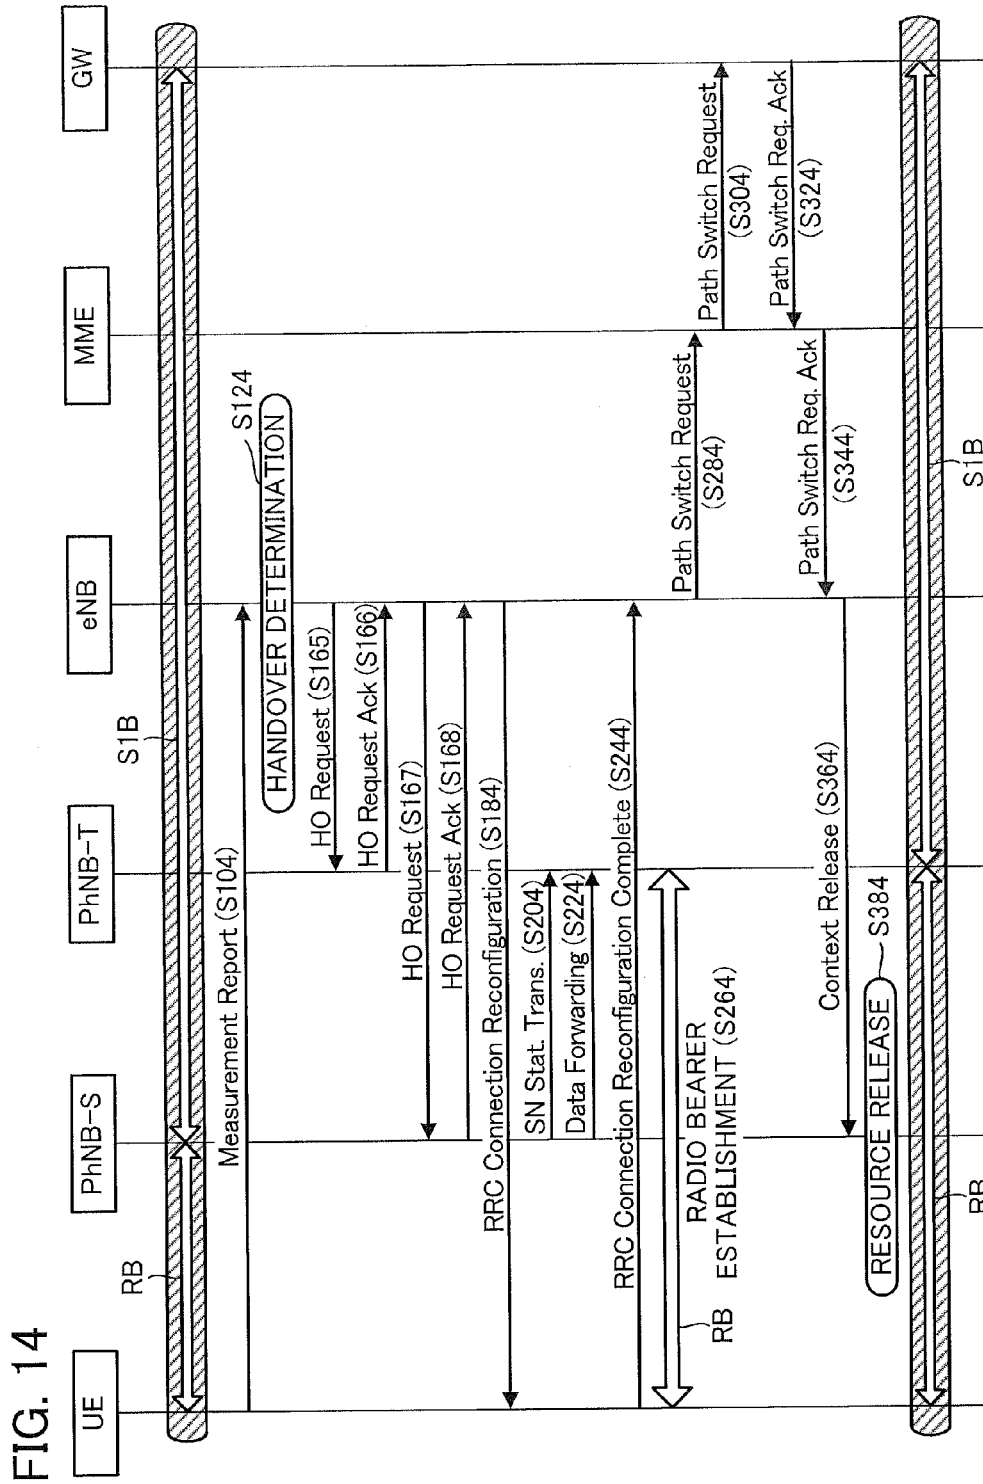 FIG. 14
UE
PhNB-S
PhNB-T
eNB
MME
GW
RB
S1B
Measurement Report (S104)
S124
HANDOVER DETERMINATION
HO Request (S165)
HO Request Ack (S166)
HO Request (S167)
HO Request Ack (S168)
RRC Connection Reconfiguration (S184)
SN Stat. Trans. (S204)
Data Forwarding (S224)
RRC Connection Reconfiguration Complete (S244)
RADIO BEARER
ESTABLISHMENT (S264)
RB
Path Switch Request
(S284)
Path Switch Request
(S304)
Path Switch Req. Ack
(S324)
Path Switch Req. Ack
(S344)
Context Release (S364)
RESOURCE RELEASE
S384
RB
S1B